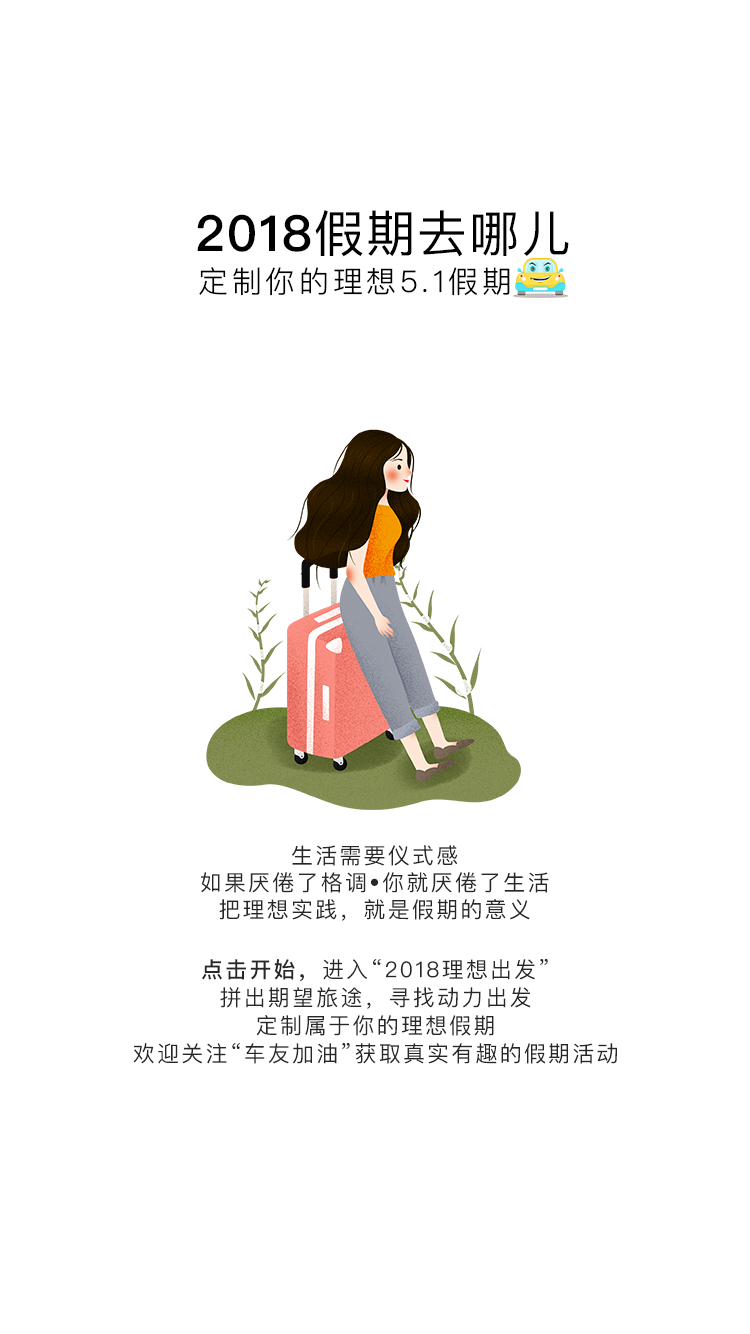 2018假期去哪儿
定制你的理想5.1假期
生活需要仪式感
如果厌倦了格调•你就厌倦了生活
把理想实践，就是假期的意义
点击开始，进入“2018理想出发”
拼出期望旅途，寻找动力出发
定制属于你的理想假期
欢迎关注“车友加油”获取真实有趣的假期活动